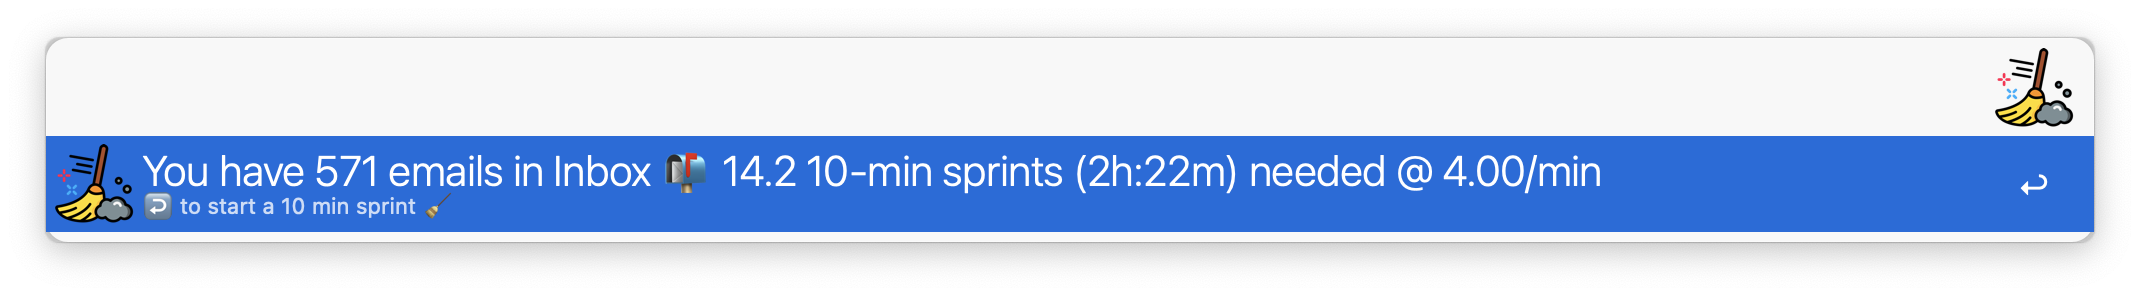 You have 571 emails in Inbox 📬 14.2 10-min sprints (2h:22m) needed @ 4.00/min
↩️ to start a 10 min sprint 🧹